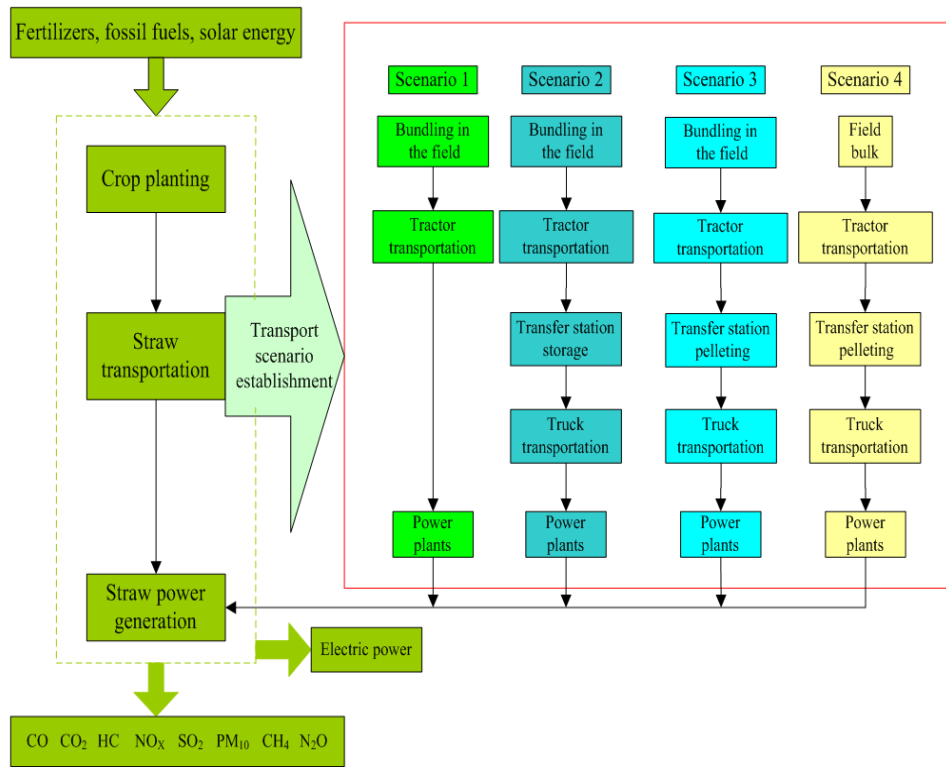 Fertilizers, fossil fuels, solar energy
Crop planting
Straw
transportation
Straw power
generation
Electric power
CO CO₂ HC NOₓ SO₂ PM₁₀ CH₄ N₂O
Transport
scenario
establishment
Scenario 1
Bundling in
the field
Tractor
transportation
Power
plants
Scenario 2
Bundling in
the field
Tractor
transportation
Transfer station
storage
Truck
transportation
Power
plants
Scenario 3
Bundling in
the field
Tractor
transportation
Transfer station
pelleting
Truck
transportation
Power
plants
Scenario 4
Field
bulk
Tractor
transportation
Transfer station
pelleting
Truck
transportation
Power
plants